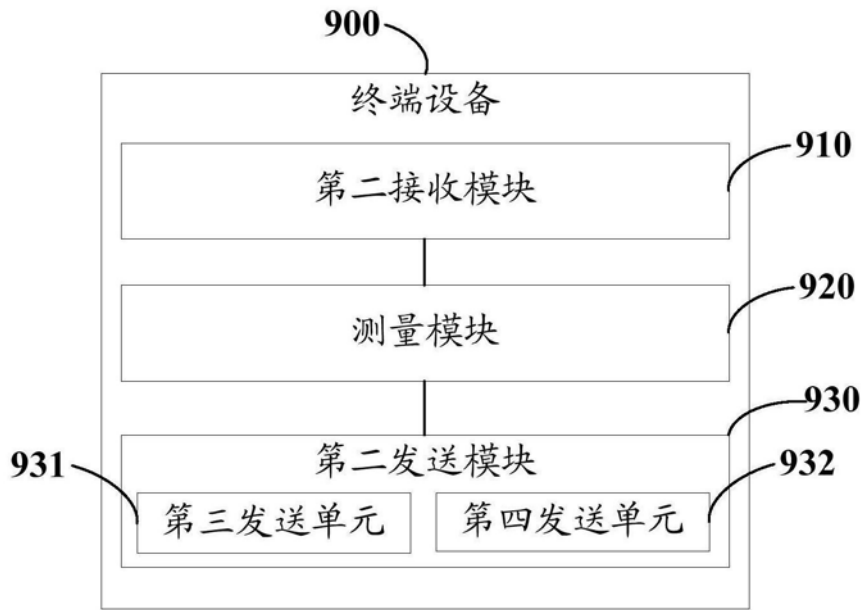 900
终端设备
910
第二接收模块
920
测量模块
930
第二发送模块
931
932
第三发送单元
第四发送单元